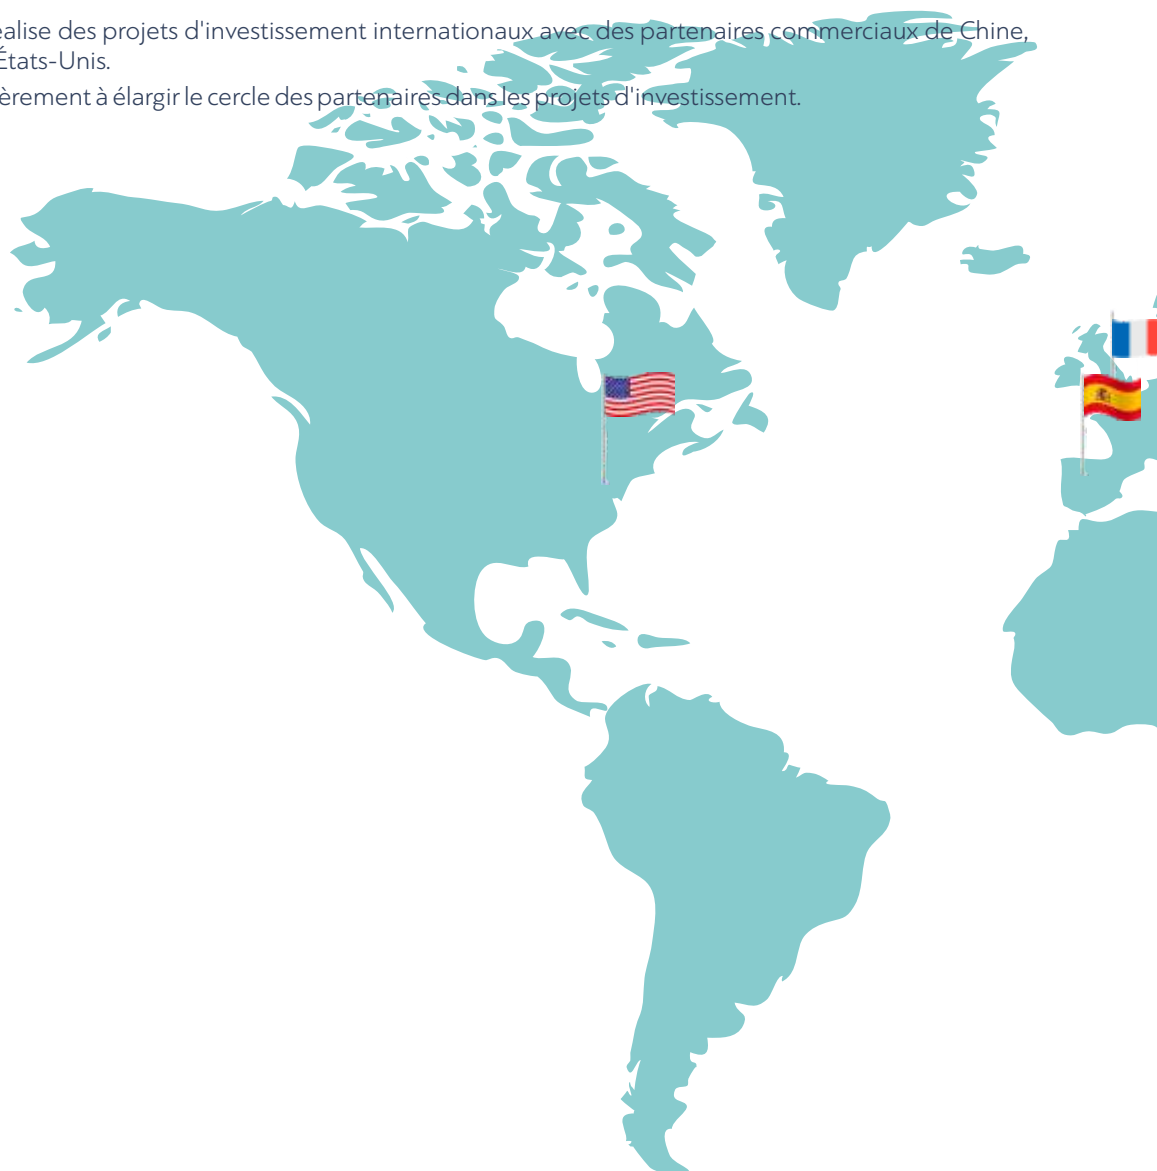 éalise des projets d'investissement internationaux avec des partenaires commerciaux de Chine,
États-Unis.
èrement à élargir le cercle des partenaires dans les projets d'investissement.